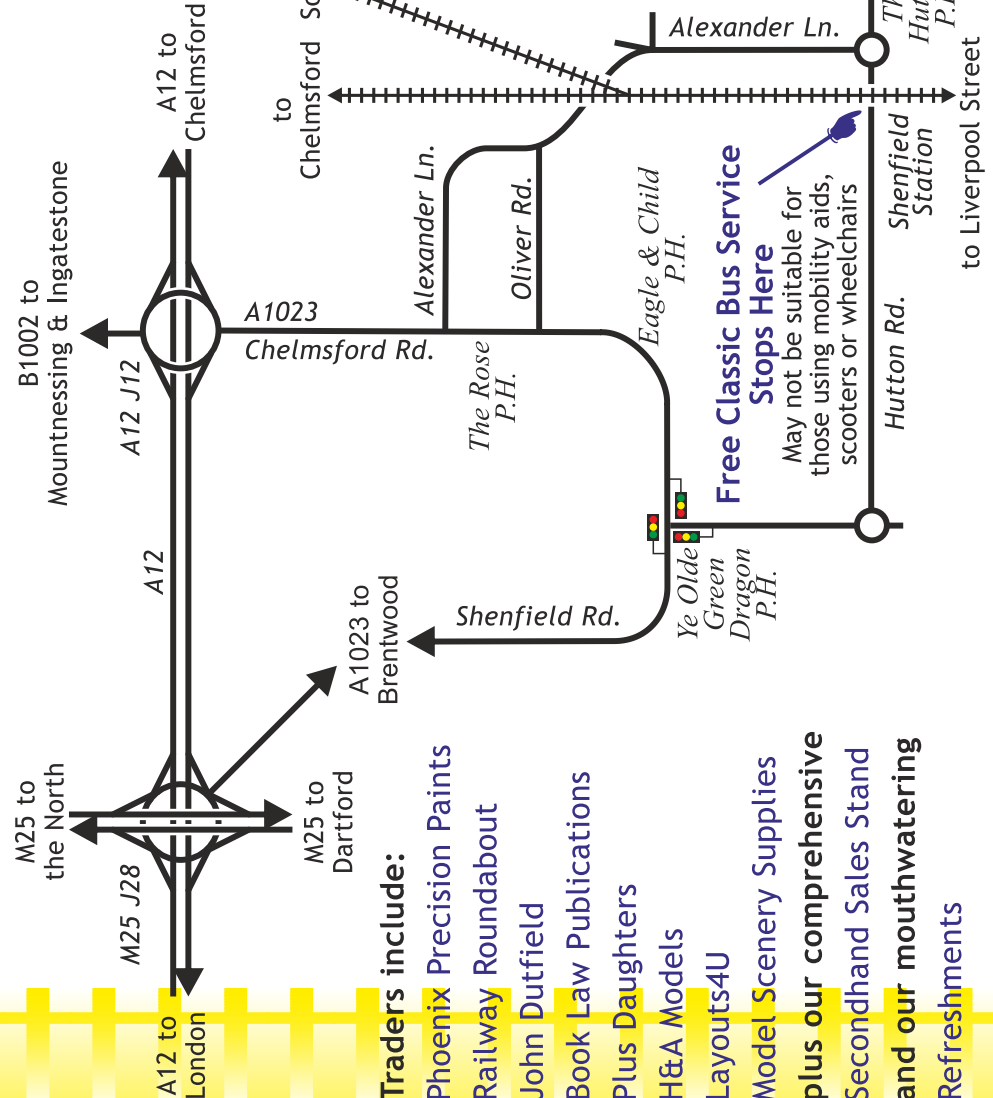 A12 to
London
M25 J28
M25 to
the North
M25 to
Dartford
A12
A12 J12
B1002 to
Mountnessing & Ingatestone
A12 to
Chelmsford
A1023
Chelmsford Rd.
to
Chelmsford
Alexander Ln.
Oliver Rd.
The Rose
P.H.
A1023 to
Brentwood
Shenfield Rd.
Eagle & Child
P.H.
Ye Olde
Green
Dragon
P.H.
Alexander Ln.
Free Classic Bus Service
Stops Here
May not be suitable for
those using mobility aids,
scooters or wheelchairs
Hutton Rd.
Shenfield
Station
to Liverpool Street
Traders include:
Phoenix Precision Paints
Railway Roundabout
John Dutfield
Book Law Publications
Plus Daughters
H&A Models
Layouts4U
Model Scenery Supplies
plus our comprehensive
Secondhand Sales Stand
and our mouthwatering
Refreshments